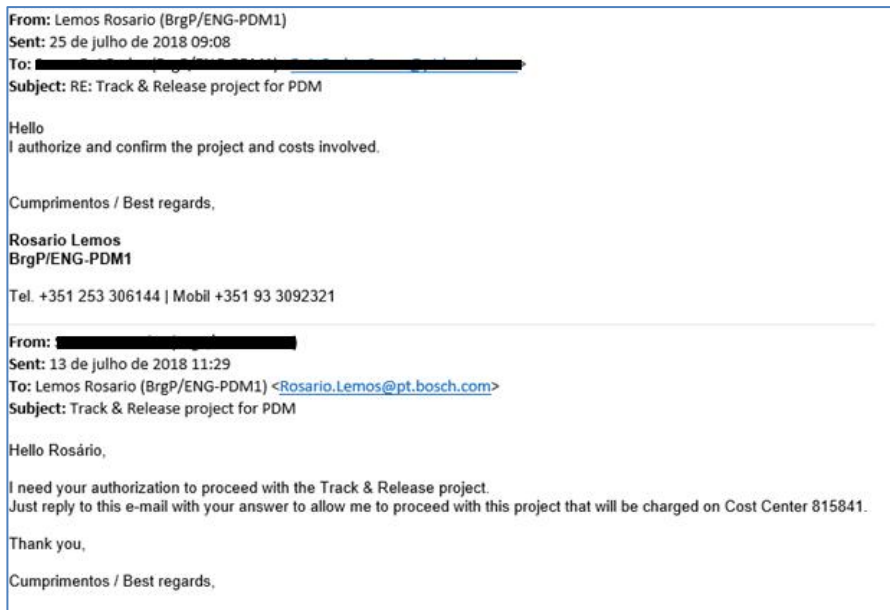 From: Lemos Rosario (BrgP/ENG-PDM1)
Sent: 25 de julho de 2018 09:08
To:
Subject: RE: Track & Release project for PDM
Hello
I authorize and confirm the project and costs involved.
Cumprimentos / Best regards,
Rosario Lemos
BrgP/ENG-PDM1
Tel. +351 253 306144 | Mobil +351 93 3092321
From:
Sent: 13 de julho de 2018 11:29
To: Lemos Rosario (BrgP/ENG-PDM1) <Rosario.Lemos@pt.bosch.com>
Subject: Track & Release project for PDM
Hello Rosário,
I need your authorization to proceed with the Track & Release project.
Just reply to this e-mail with your answer to allow me to proceed with this project that will be charged on Cost Center 815841.
Thank you,
Cumprimentos / Best regards,